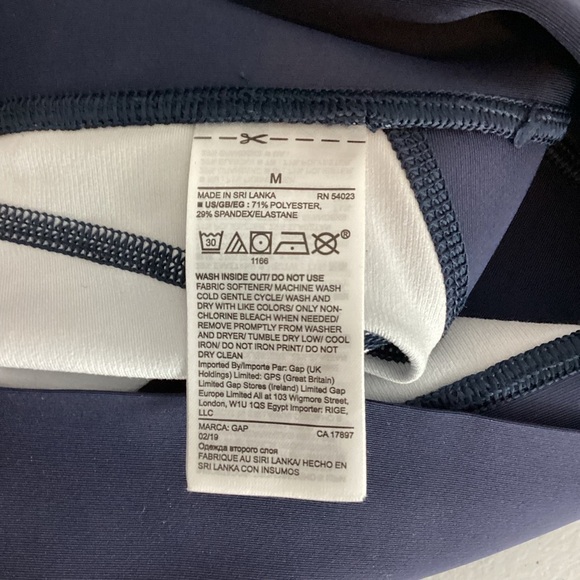 M
MADE IN SRI LANKA RN 54023
■ US/GB/EG : 71% POLYESTER,
29% SPANDEX/ELASTANE
30
®
1166
WASH INSIDE OUT/ DO NOT USE
FABRIC SOFTENER/ MACHINE WASH
COLD GENTLE CYCLE/ WASH AND
DRY WITH LIKE COLORS/ ONLY NON-
CHLORINE BLEACH WHEN NEEDED/
REMOVE PROMPTLY FROM WASHER
AND DRYER/ TUMBLE DRY LOW/ COOL
IRON/ DO NOT IRON PRINT/ DO NOT
DRY CLEAN
Imported By/Importe Par: Gap (UK
Holdings) Limited: GPS (Great Britain)
Limited Gap Stores (Ireland) Limited Gap
Europe Limited All at 103 Wigmore Street,
London, W1U 1QS Egypt Importer: RIGE,
LLC
MARCA: GAP CA 17897
02/19
Одежда второго слоя
FABRIQUE AU SIRI LANKA/ HECHO EN
SRI LANKA CON INSUMOS